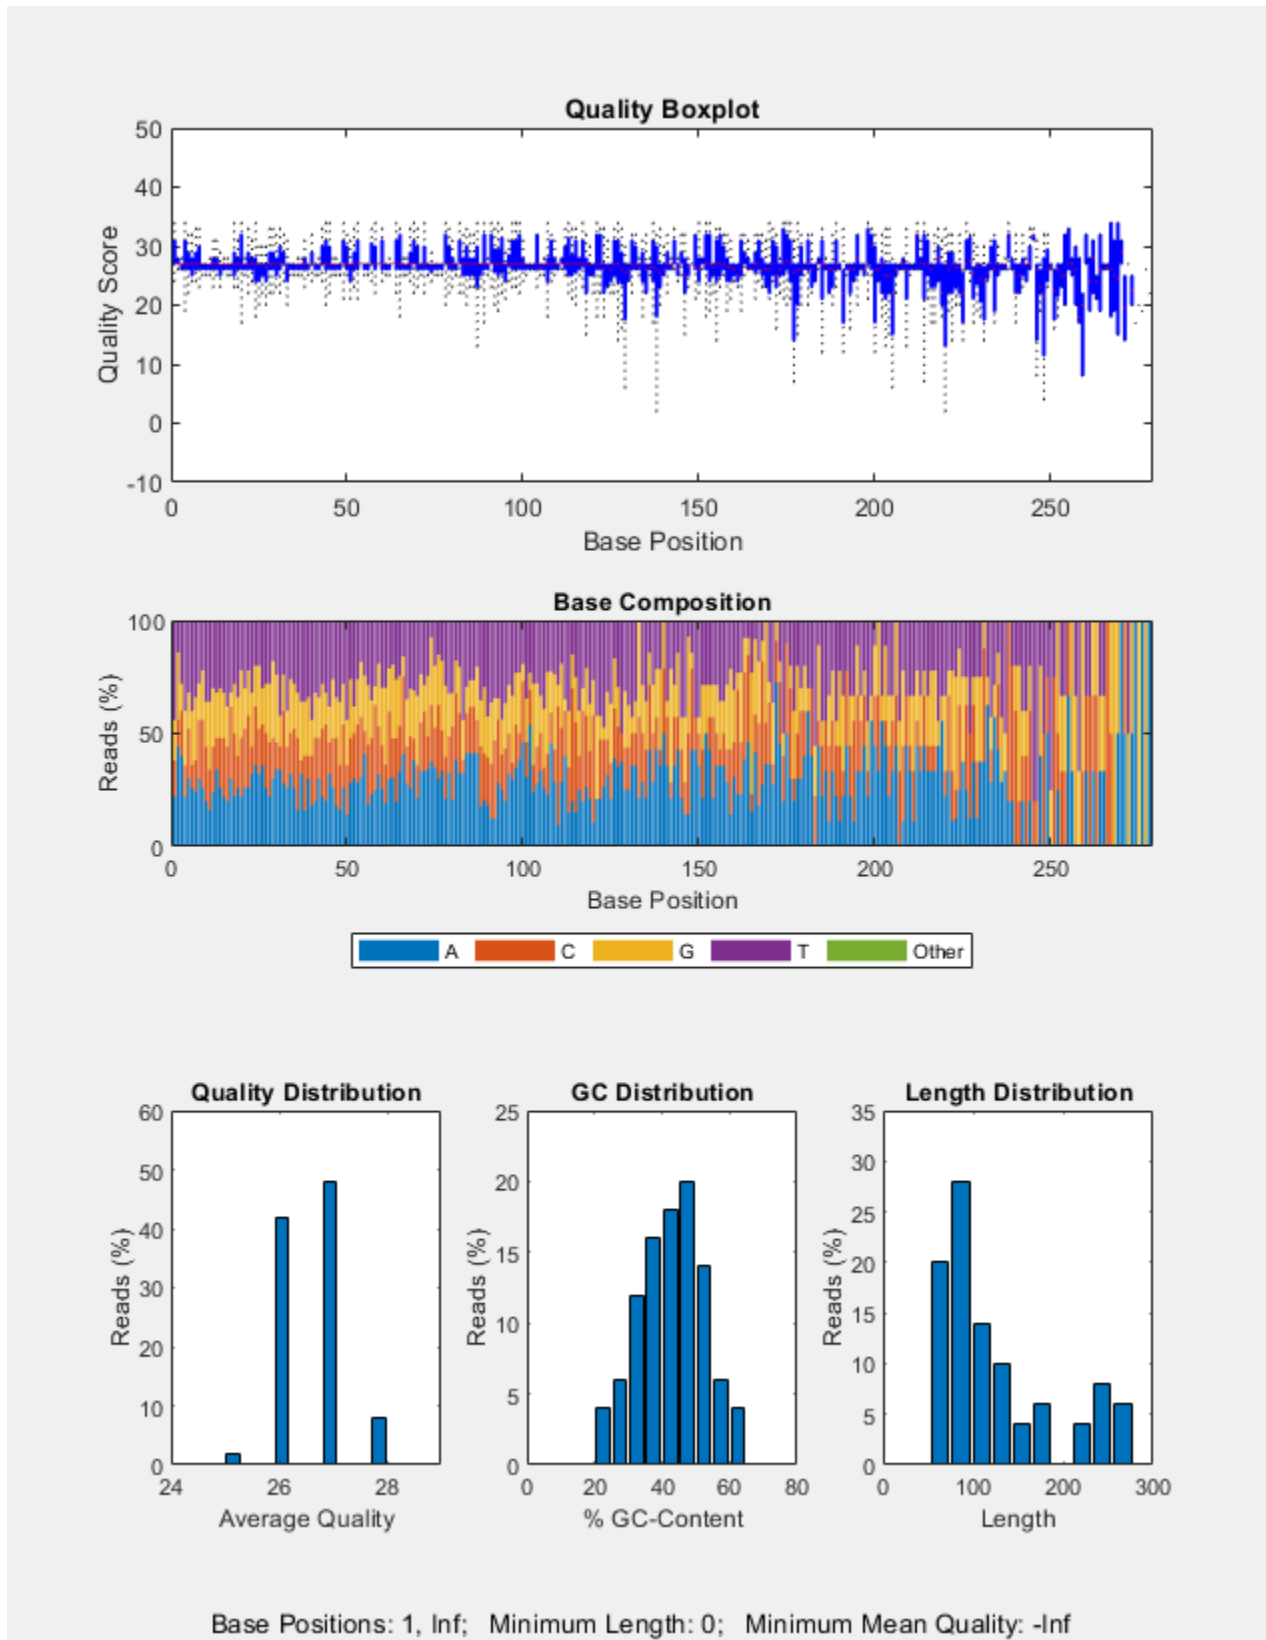 Quality Boxplot
50
40
30
20
10
0
-10
Quality Score
0 50 100 150 200 250
Base Position
Base Composition
100
50
0
Reads (%)
0 50 100 150 200 250
Base Position
A C G T Other
Quality Distribution
60
50
40
30
20
10
0
Reads (%)
24 26 28
Average Quality
GC Distribution
25
20
15
10
5
0
Reads (%)
0 20 40 60 80
% GC-Content
Length Distribution
35
30
25
20
15
10
5
0
Reads (%)
0 100 200 300
Length
Base Positions: 1, Inf; Minimum Length: 0; Minimum Mean Quality: -Inf